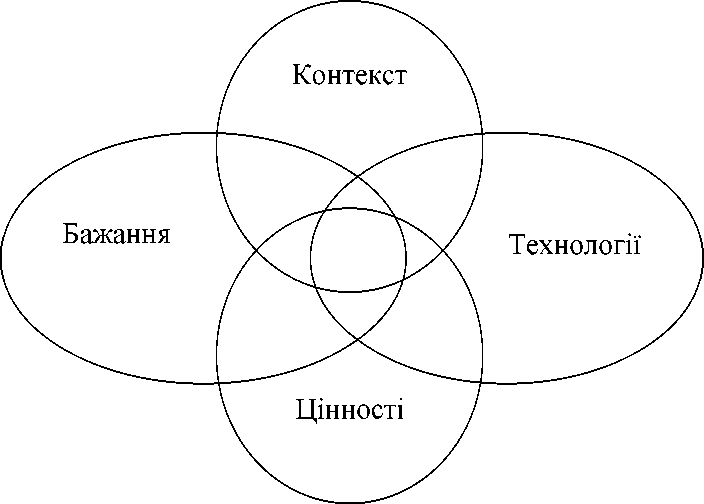 Контекст
Бажання
Технології
Цінності